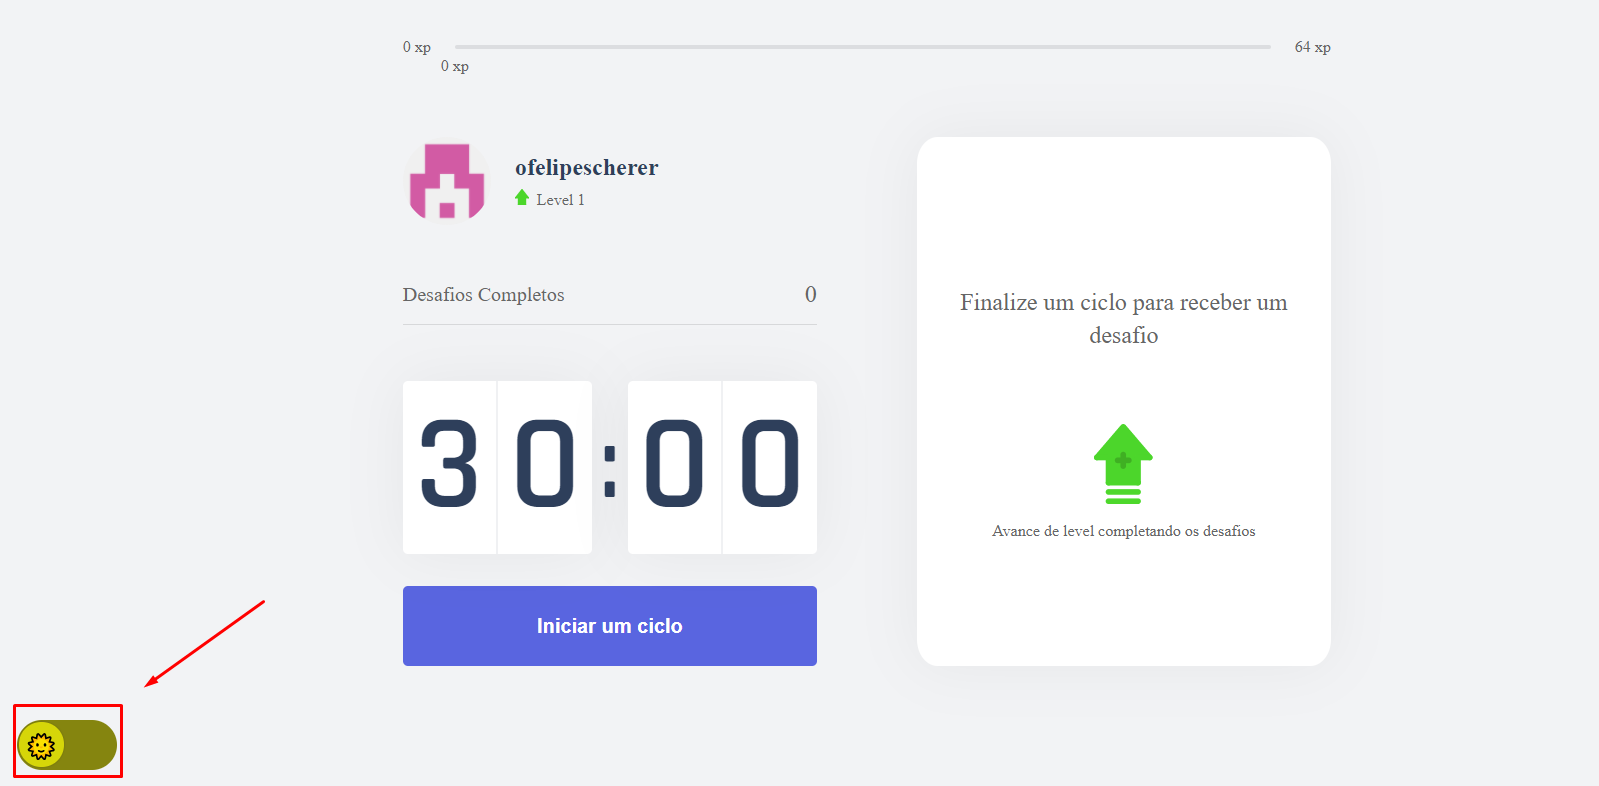 0 xp
64 xp
0 xp
ofelipescherer
Level 1
Desafios Completos
0
30:00
Iniciar um ciclo
Finalize um ciclo para receber um
desafio
Avance de level completando os desafios